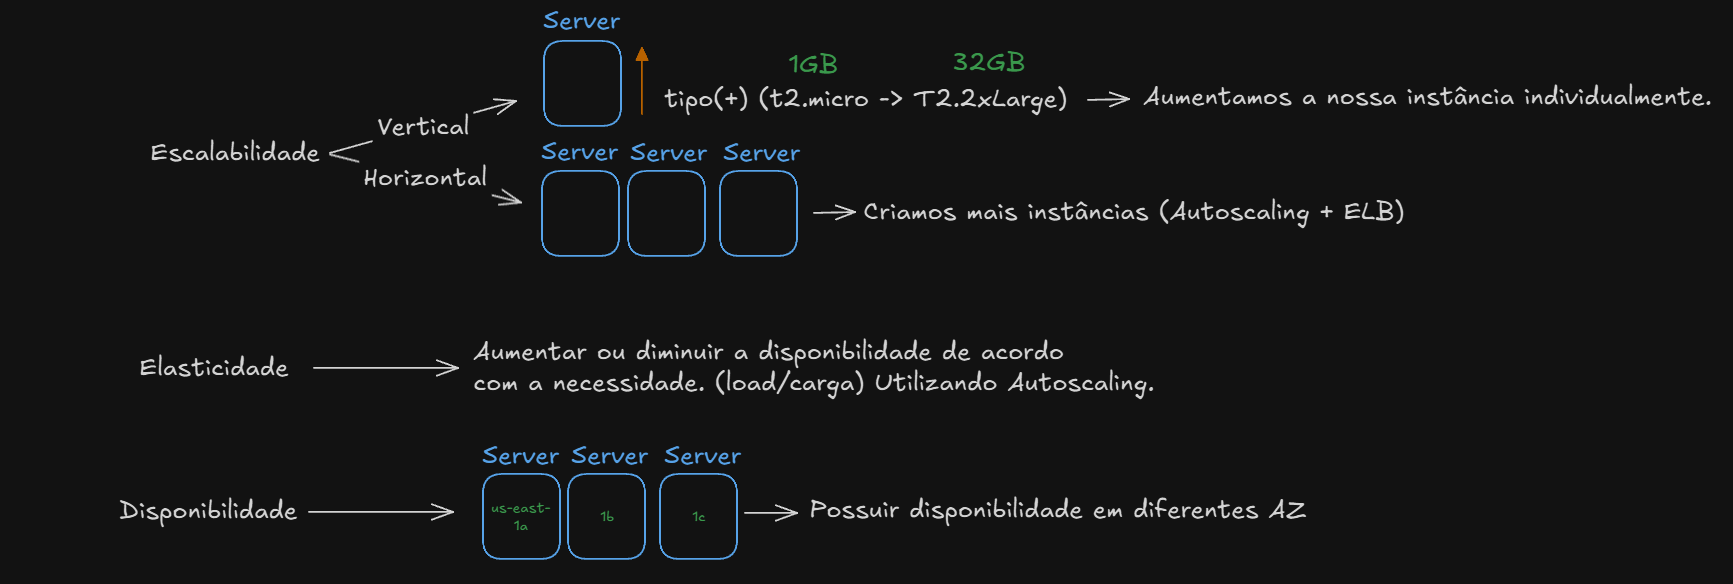 Server
1GB 32GB
tipo(+) (t2.micro -> T2.2xLarge) Aumentamos a nossa instância individualmente.
Vertical
Escalabilidade
Server Server Server
Horizontal
Criamos mais instâncias (Autoscaling + ELB)
Elasticidade
Aumentar ou diminuir a disponibilidade de acordo
com a necessidade. (load/carga) Utilizando Autoscaling.
Server Server Server
Disponibilidade
us-east-
1a
1b
1c
Possuir disponibilidade em diferentes AZ